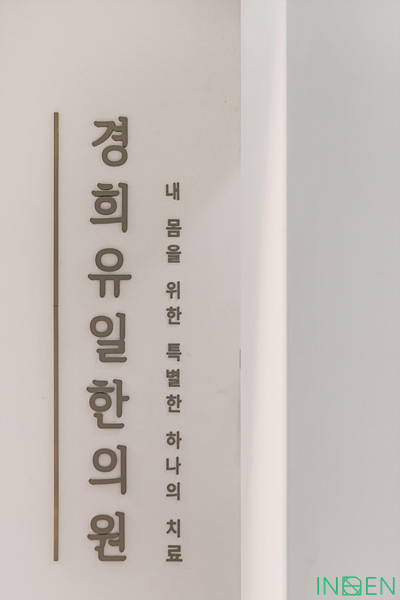 경희유일한의원
내 몸을 위한 특별한 하나의 치료